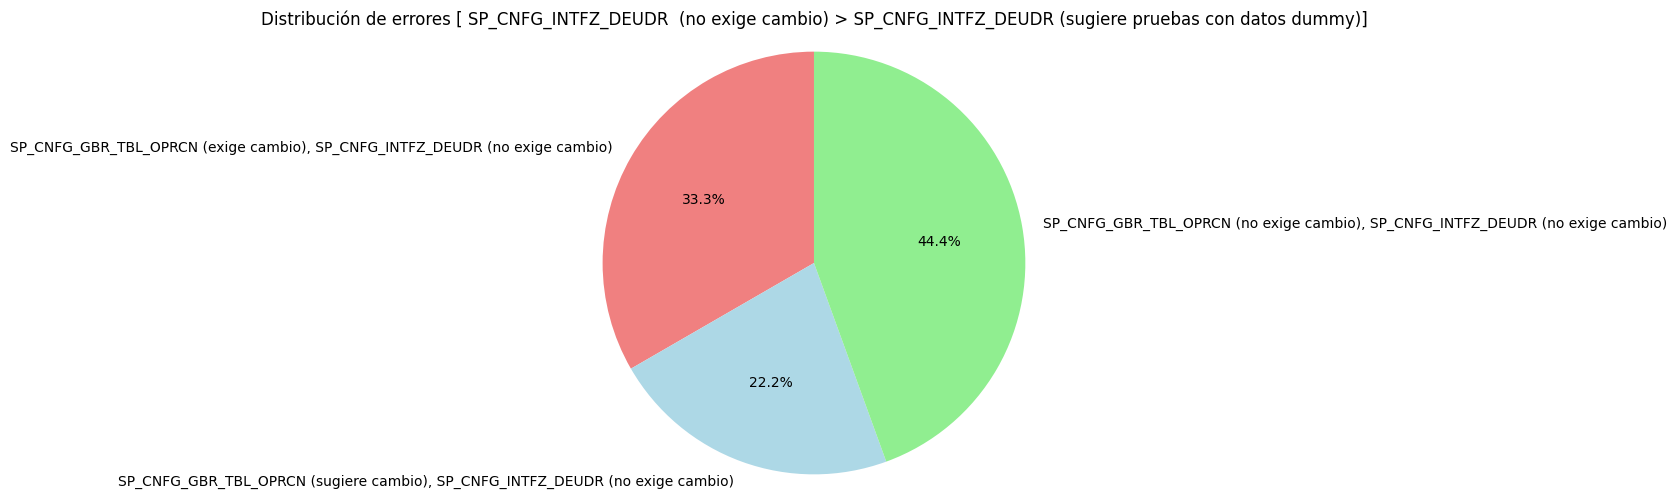 Distribución de errores [ SP_CNFG_INTFZ_DEUDR  (no exige cambio) > SP_CNFG_INTFZ_DEUDR (sugiere pruebas con datos dummy)]
SP_CNFG_GBR_TBL_OPRCN (exige cambio), SP_CNFG_INTFZ_DEUDR (no exige cambio)
33.3%
SP_CNFG_GBR_TBL_OPRCN (no exige cambio), SP_CNFG_INTFZ_DEUDR (no exige cambio)
44.4%
22.2%
SP_CNFG_GBR_TBL_OPRCN (sugiere cambio), SP_CNFG_INTFZ_DEUDR (no exige cambio)